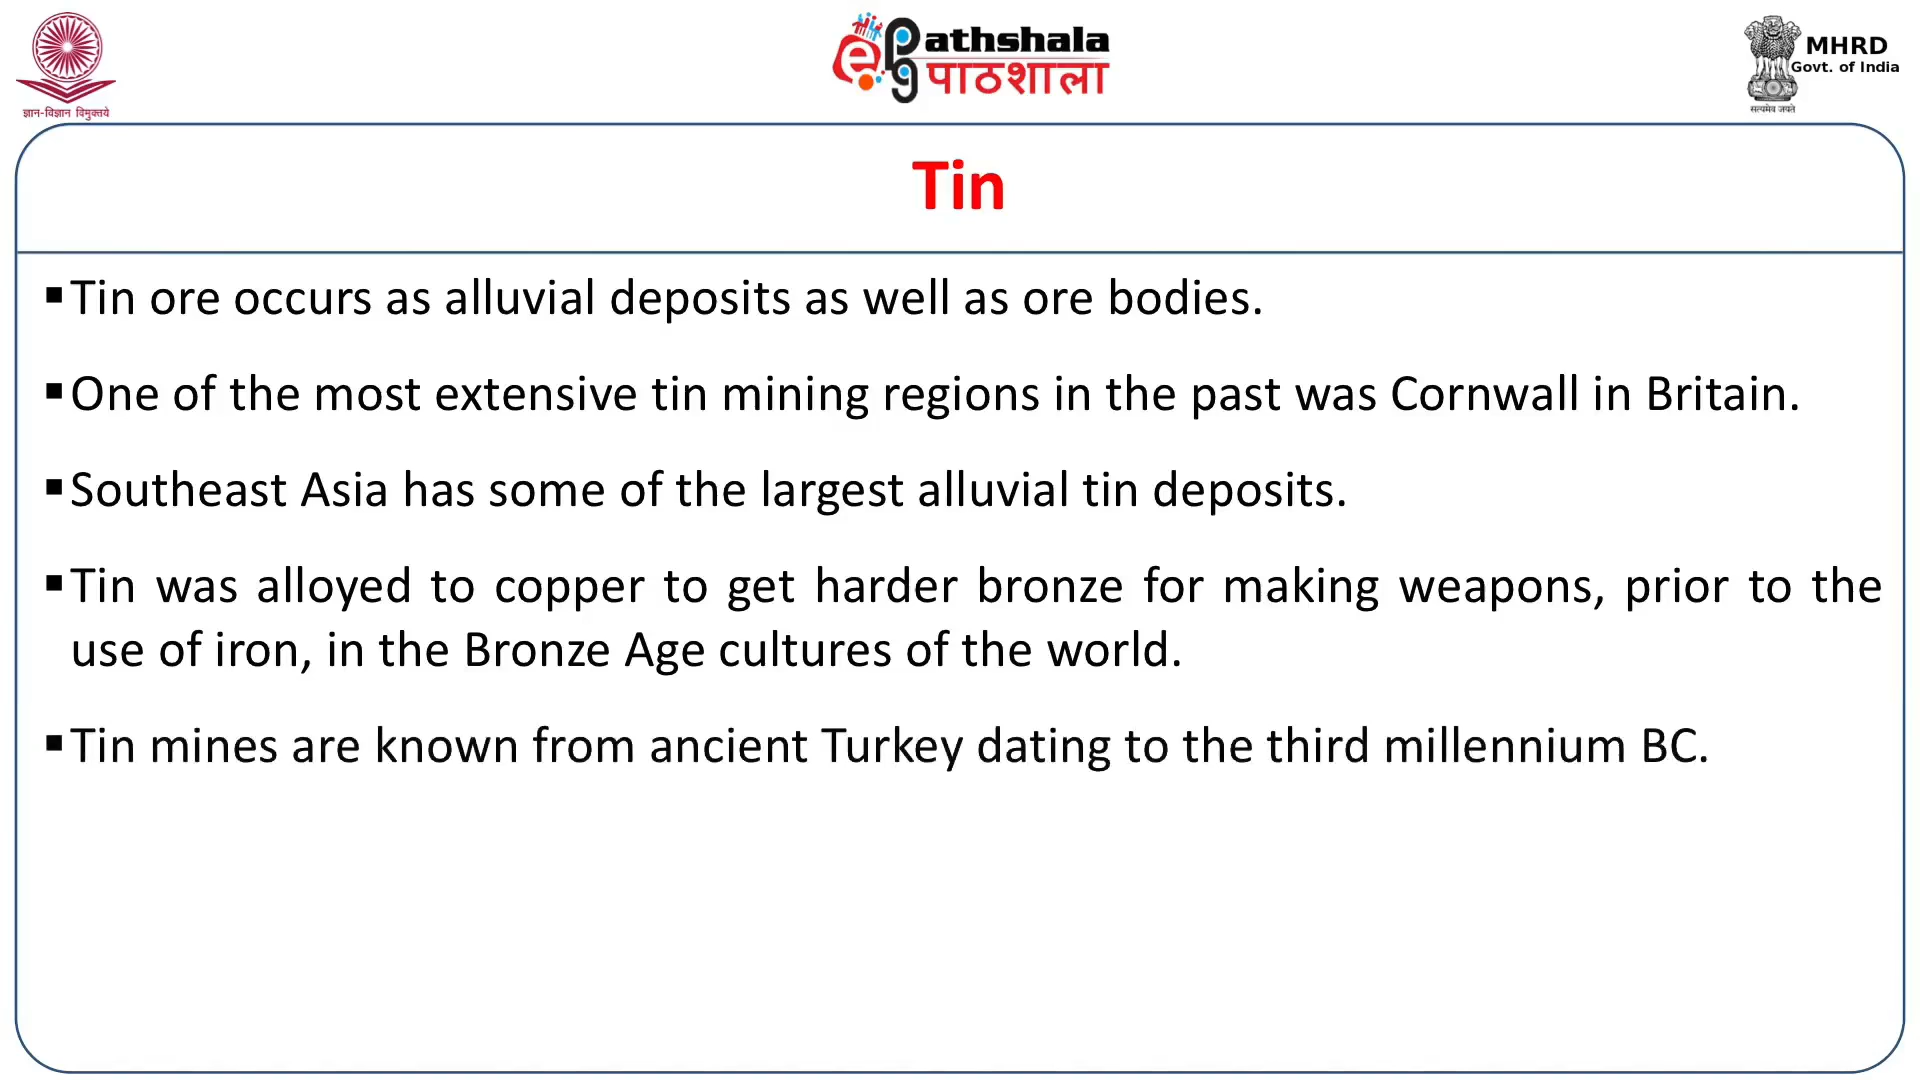 ज्ञान-विज्ञान विमुक्तये
e PG Pathshala
पाठशाला
MHRD
Govt. of India
सत्यमेव जयते
Tin
▪Tin ore occurs as alluvial deposits as well as ore bodies.
▪One of the most extensive tin mining regions in the past was Cornwall in Britain.
▪Southeast Asia has some of the largest alluvial tin deposits.
▪Tin was alloyed to copper to get harder bronze for making weapons, prior to the
use of iron, in the Bronze Age cultures of the world.
▪Tin mines are known from ancient Turkey dating to the third millennium BC.